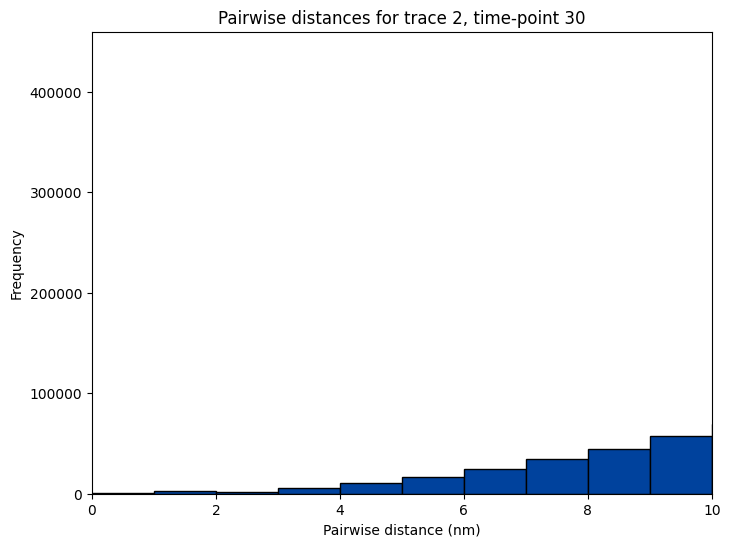 Pairwise distances for trace 2, time-point 30
400000
300000
200000
100000
0
Frequency
0 2 4 6 8 10
Pairwise distance (nm)